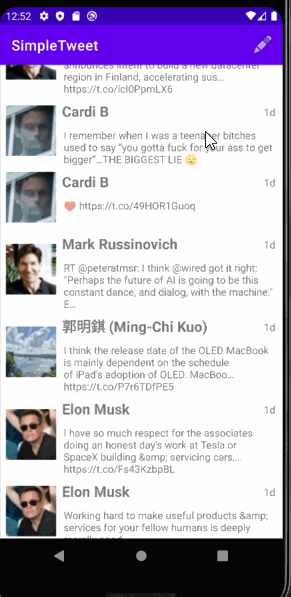 12:52
SimpleTweet
announces intent to build a new datacenter
region in Finland, accelerating sus...
https://t.co/IcI0PpmLX6
Cardi B 1d
I remember when I was a teenager bitches
used to say "you gotta fuck for your ass to get
bigger"...THE BIGGEST LIE 😥
Cardi B 1d
❤️ https://t.co/49HOR1Guoq
Mark Russinovich 1d
RT @peteratmsr: I think @wired got it right:
"Perhaps the future of AI is going to be this
constant dance, and dialog, with the machine."
E...
郭明錤 (Ming-Chi Kuo) 1d
I think the release date of the OLED MacBook
is mainly dependent on the schedule
of iPad's adoption of OLED. MacBoo...
https://t.co/P7r6TDfPE5
Elon Musk 1d
I have so much respect for the associates
doing an honest day's work at Tesla or
SpaceX building &amp; servicing cars,...
https://t.co/Fs43KzbpBL
Elon Musk 1d
Working hard to make useful products &amp;
services for your fellow humans is deeply
morally good